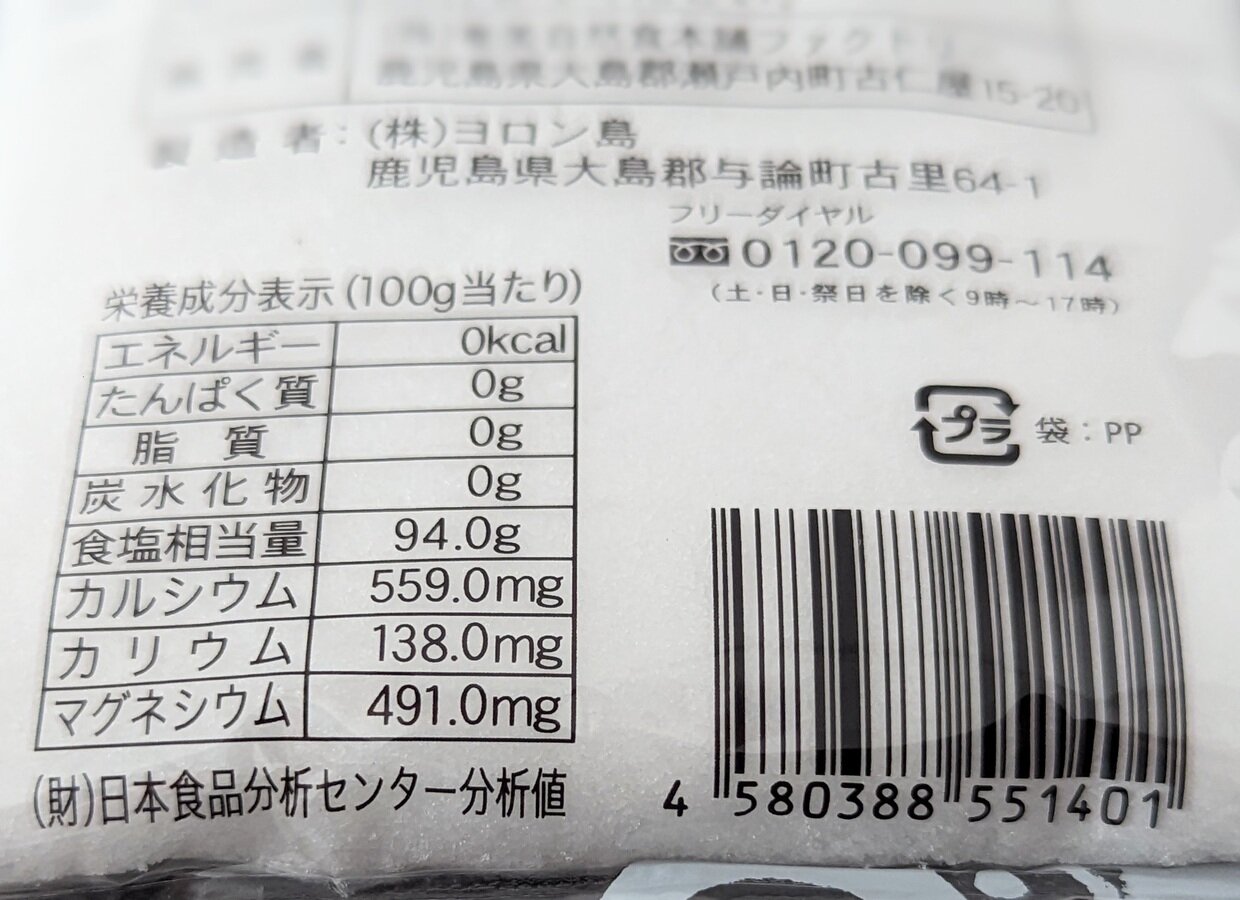 鹿児島県大島郡瀬戸内町古仁屋15-20
製造者:(株)ヨロン島
鹿児島県大島郡与論町古里64-1
フリーダイヤル
0120-099-114
(土・日・祭日を除く9時〜17時)
栄養成分表示(100g当たり)
エネルギー 0kcal
たんぱく質 0g
脂質 0g
炭水化物 0g
食塩相当量 94.0g
カルシウム 559.0mg
カリウム 138.0mg
マグネシウム 491.0mg
(財)日本食品分析センター分析値
プラ 袋:PP
4 580388 551401